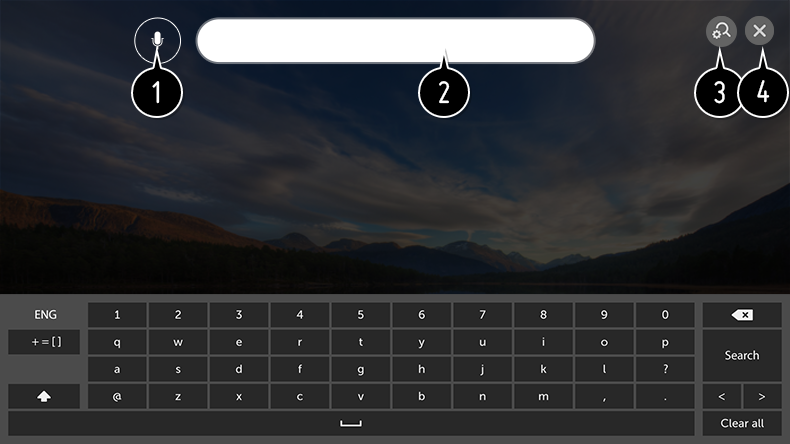 1
2
3
4
ENG 1 2 3 4 5 6 7 8 9 0
+=[] q w e r t y u i o p
Search
a s d f g h j k l ?
@ z x c v b n m , . < >
Clear all